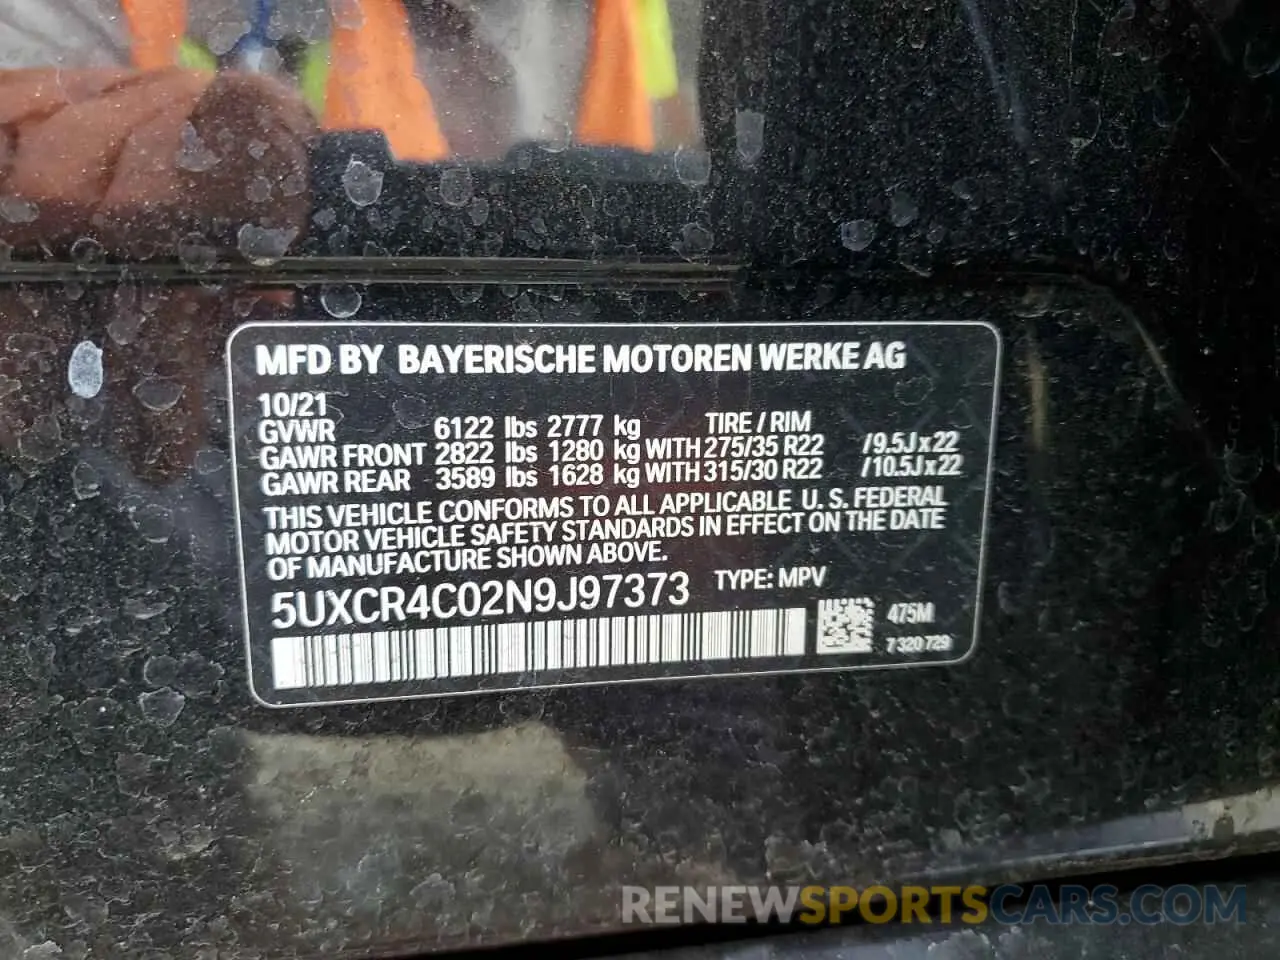 MFD BY BAYERISCHE MOTOREN WERKE AG
10/21
GVWR 6122 lbs 2777 kg TIRE / RIM
GAWR FRONT 2822 lbs 1280 kg WITH 275/35 R22 /9.5Jx22
GAWR REAR 3589 lbs 1628 kg WITH 315/30 R22 /10.5Jx22
THIS VEHICLE CONFORMS TO ALL APPLICABLE U. S. FEDERAL
MOTOR VEHICLE SAFETY STANDARDS IN EFFECT ON THE DATE
OF MANUFACTURE SHOWN ABOVE.
5UXCR4C02N9J97373 TYPE: MPV
475M
7 320 729
RENEWSPORTSCARS.COM